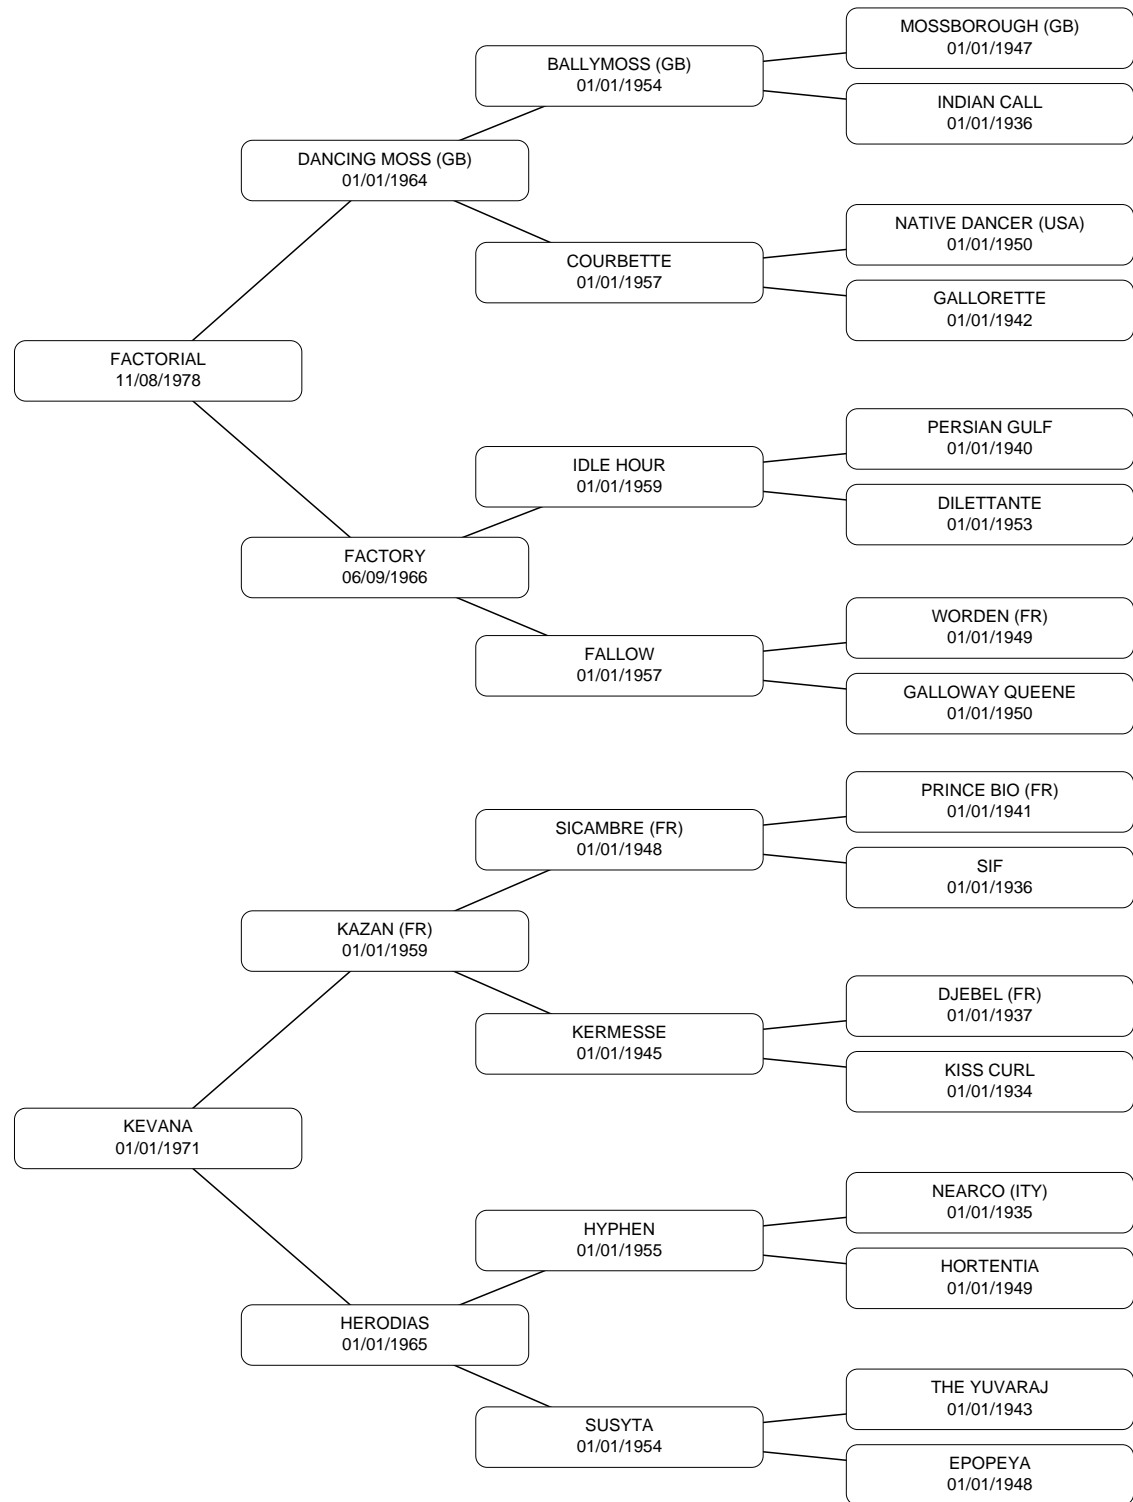 MOSSBOROUGH (GB)
01/01/1947
BALLYMOSS (GB)
01/01/1954
INDIAN CALL
01/01/1936
DANCING MOSS (GB)
01/01/1964
NATIVE DANCER (USA)
01/01/1950
COURBETTE
01/01/1957
GALLORETTE
01/01/1942
FACTORIAL
11/08/1978
PERSIAN GULF
01/01/1940
IDLE HOUR
01/01/1959
DILETTANTE
01/01/1953
FACTORY
06/09/1966
WORDEN (FR)
01/01/1949
FALLOW
01/01/1957
GALLOWAY QUEENE
01/01/1950
PRINCE BIO (FR)
01/01/1941
SICAMBRE (FR)
01/01/1948
SIF
01/01/1936
KAZAN (FR)
01/01/1959
DJEBEL (FR)
01/01/1937
KERMESSE
01/01/1945
KISS CURL
01/01/1934
KEVANA
01/01/1971
NEARCO (ITY)
01/01/1935
HYPHEN
01/01/1955
HORTENTIA
01/01/1949
HERODIAS
01/01/1965
THE YUVARAJ
01/01/1943
SUSYTA
01/01/1954
EPOPEYA
01/01/1948